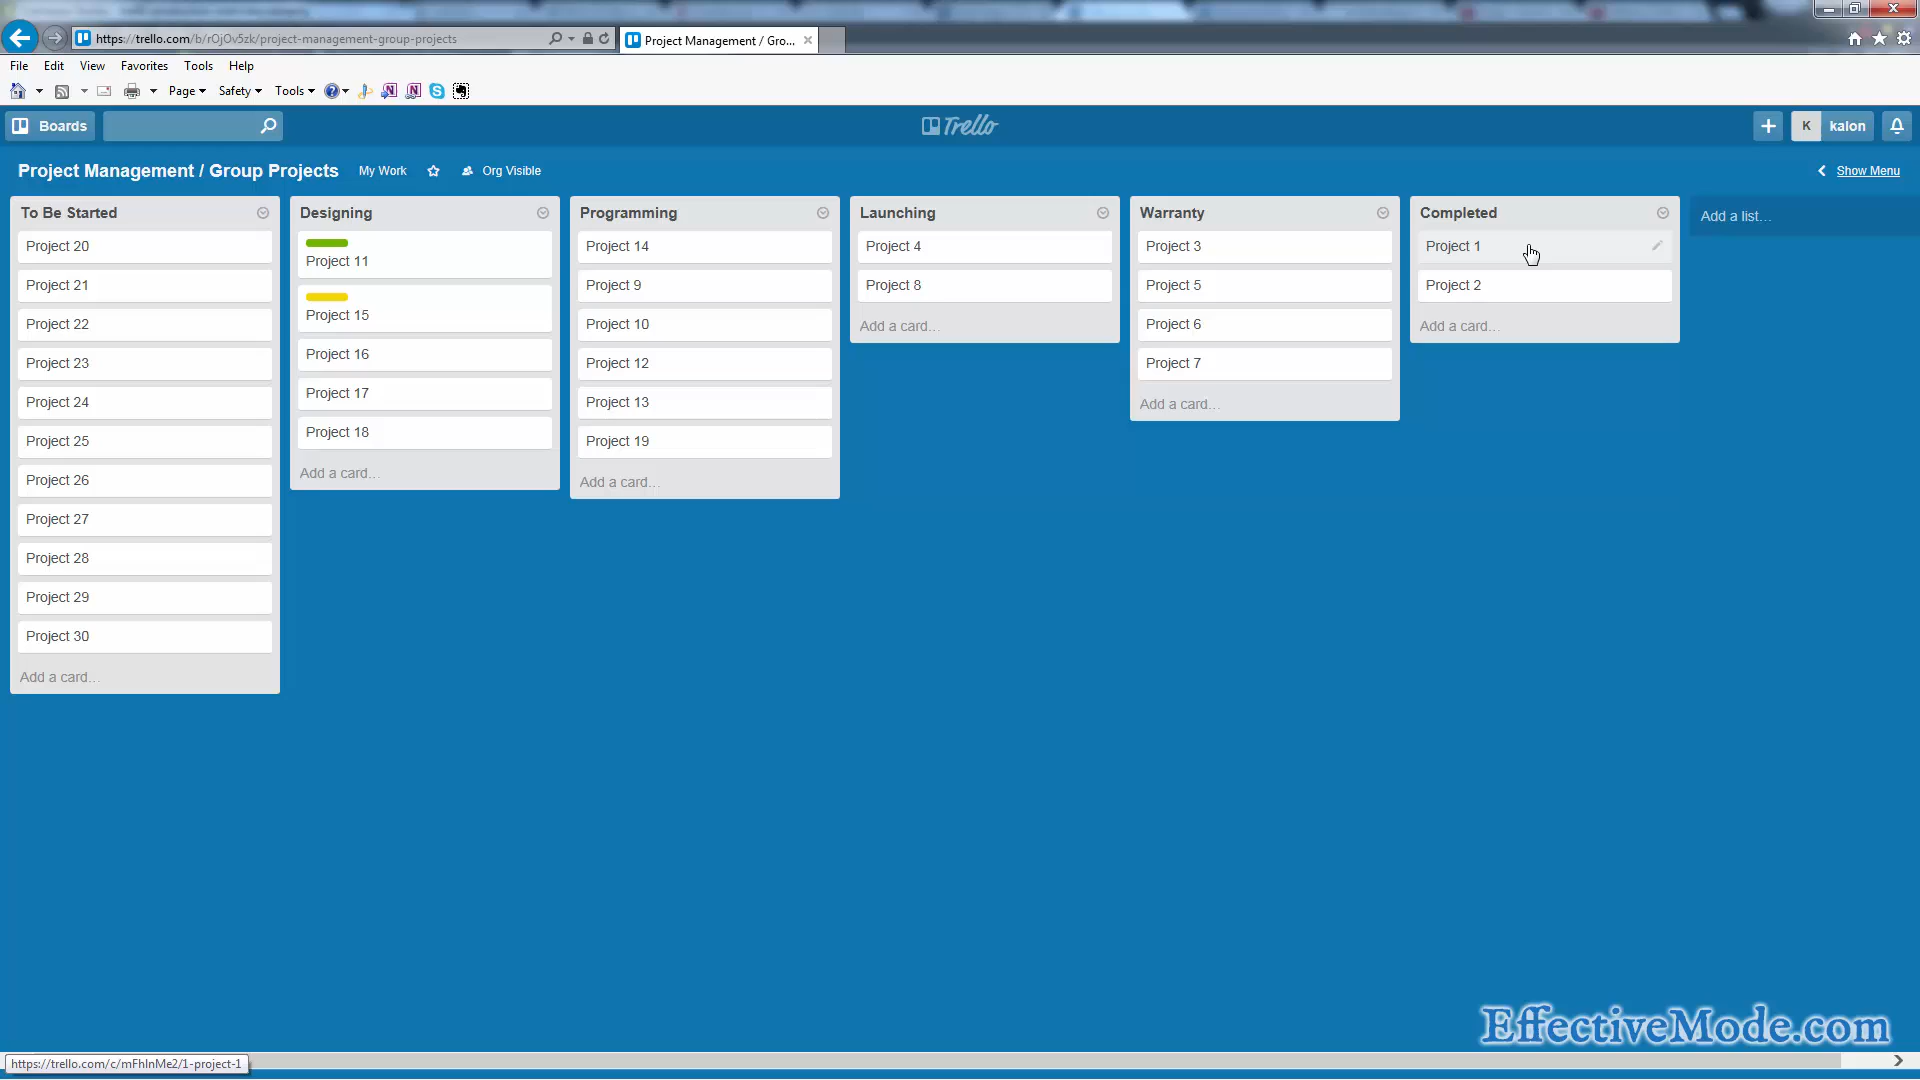 https://trello.com/b/rOjOv5zk/project-management-group-projects
Project Management / Gro...
File Edit View Favorites Tools Help
Page Safety Tools
Boards
Trello
K kalon
Project Management / Group Projects My Work Org Visible
Show Menu
To Be Started
Project 20
Project 21
Project 22
Project 23
Project 24
Project 25
Project 26
Project 27
Project 28
Project 29
Project 30
Add a card...
Designing
Project 11
Project 15
Project 16
Project 17
Project 18
Add a card...
Programming
Project 14
Project 9
Project 10
Project 12
Project 13
Project 19
Add a card...
Launching
Project 4
Project 8
Add a card...
Warranty
Project 3
Project 5
Project 6
Project 7
Add a card...
Completed
Project 1
Project 2
Add a card...
Add a list...
EffectiveMode.com
https://trello.com/c/mFhInMe2/1-project-1